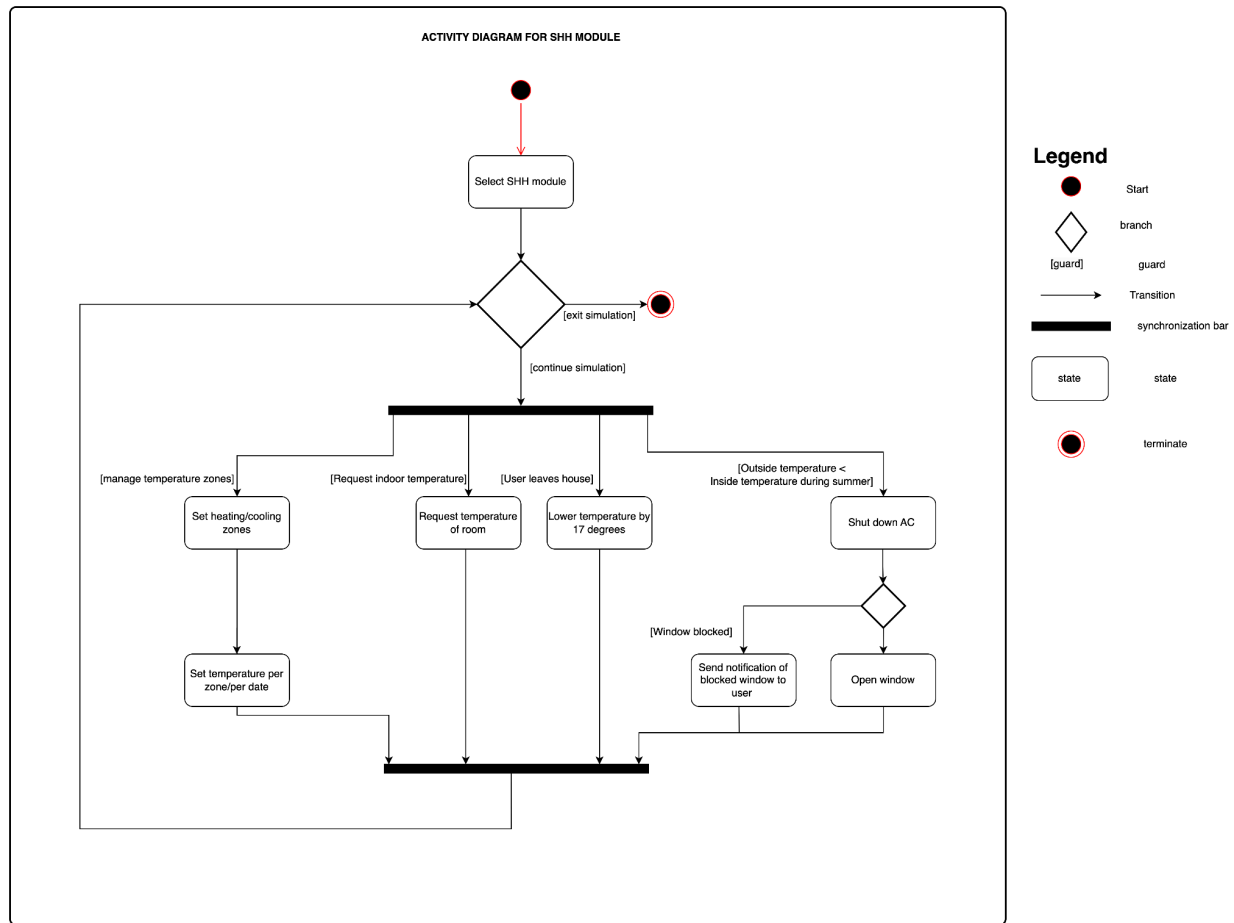 ACTIVITY DIAGRAM FOR SHH MODULE
Select SHH module
[exit simulation]
[continue simulation]
[manage temperature zones]
[Request indoor temperature]
[User leaves house]
[Outside temperature <
Inside temperature during summer]
Set heating/cooling
zones
Request temperature
of room
Lower temperature by
17 degrees
Shut down AC
[Window blocked]
Set temperature per
zone/per date
Send notification of
blocked window to
user
Open window
Legend
Start
branch
[guard]
guard
Transition
synchronization bar
state
state
terminate